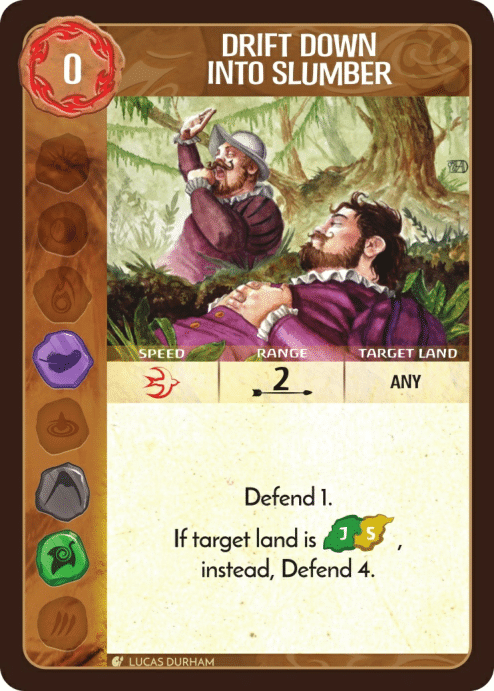 0
DRIFT DOWN
INTO SLUMBER
SPEED RANGE TARGET LAND
2 ANY
Defend 1.
If target land is J S ,
instead, Defend 4.
LUCAS DURHAM